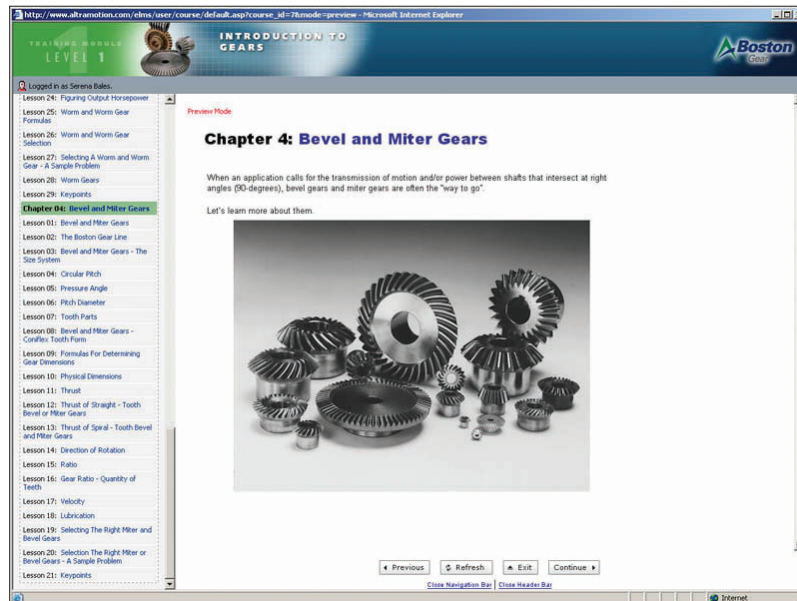 http://www.altramotion.com/elms/user/course/default.asp?course_id=7&mode=preview - Microsoft Internet Explorer
TRAINING MODULE
LEVEL 1
INTRODUCTION TO
GEARS
Boston
Gear
Logged in as Serena Bales.
Lesson 24: Figuring Output Horsepower
Lesson 25: Worm and Worm Gear
Formulas
Lesson 26: Worm and Worm Gear
Selection
Lesson 27: Selecting A Worm and Worm
Gear - A Sample Problem
Lesson 28: Worm Gears
Lesson 29: Keypoints
Chapter 04: Bevel and Miter Gears
Lesson 01: Bevel and Miter Gears
Lesson 02: The Boston Gear Line
Lesson 03: Bevel and Miter Gears - The
Size System
Lesson 04: Circular Pitch
Lesson 05: Pressure Angle
Lesson 06: Pitch Diameter
Lesson 07: Tooth Parts
Lesson 08: Bevel and Miter Gears -
Coniflex Tooth Form
Lesson 09: Formulas For Determining
Gear Dimensions
Lesson 10: Physical Dimensions
Lesson 11: Thrust
Lesson 12: Thrust of Straight - Tooth
Bevel or Miter Gears
Lesson 13: Thrust of Spiral - Tooth Bevel
and Miter Gears
Lesson 14: Direction of Rotation
Lesson 15: Ratio
Lesson 16: Gear Ratio - Quantity of
Teeth
Lesson 17: Velocity
Lesson 18: Lubrication
Lesson 19: Selecting The Right Miter and
Bevel Gears
Lesson 20: Selection The Right Miter or
Bevel Gears - A Sample Problem
Lesson 21: Keypoints
Preview Mode
Chapter 4: Bevel and Miter Gears
When an application calls for the transmission of motion and/or power between shafts that intersect at right
angles (90-degrees), bevel gears and miter gears are often the "way to go".
Let's learn more about them.
Previous Refresh Exit Continue
Close Navigation Bar | Close Header Bar
Internet